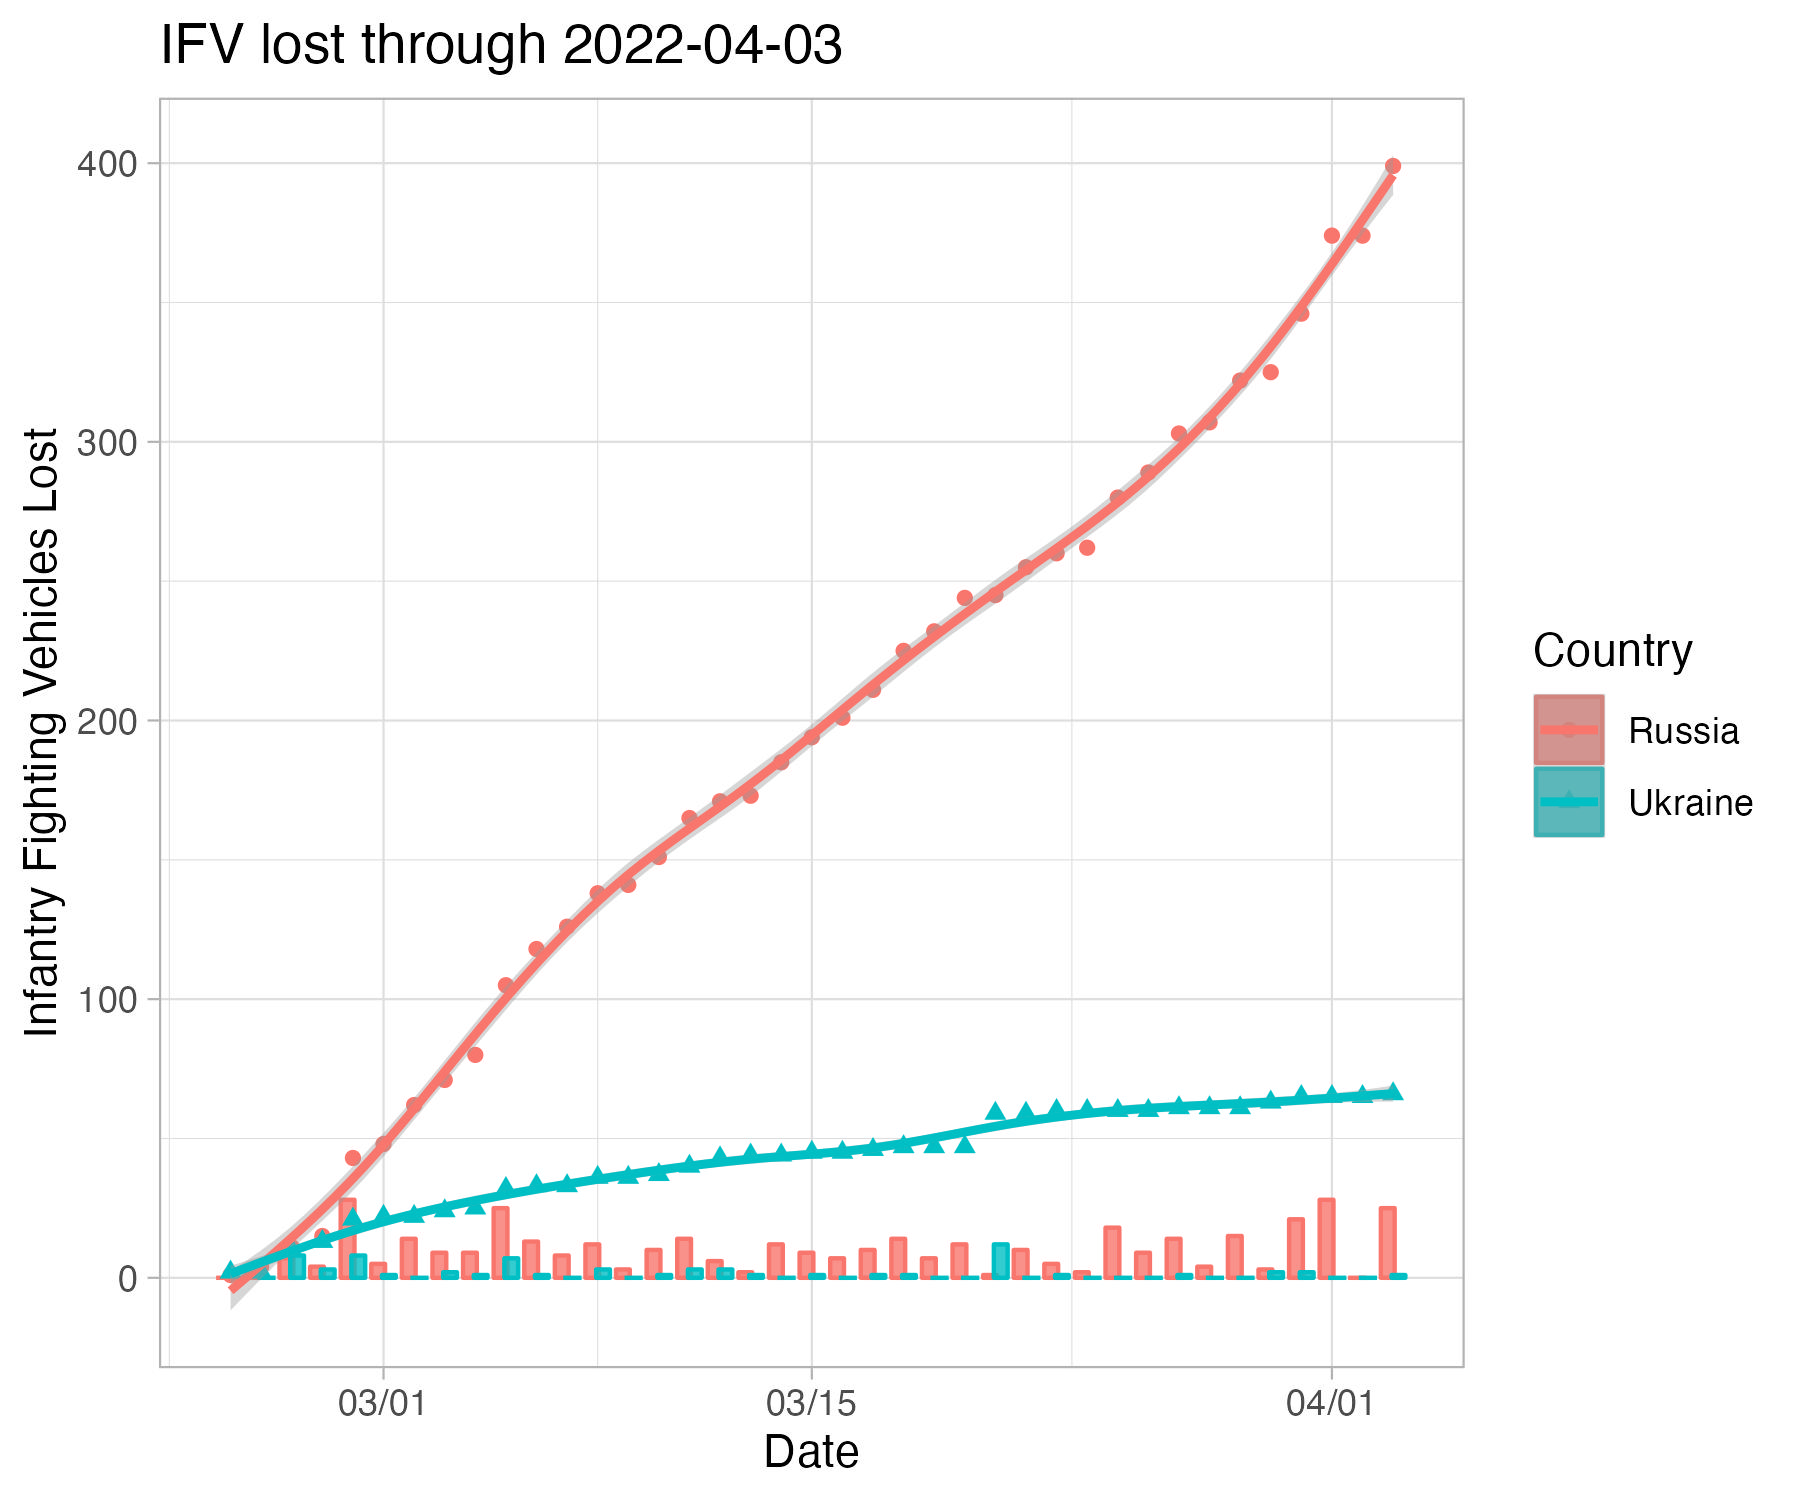 IFV lost through 2022-04-03
Infantry Fighting Vehicles Lost
400
300
200
100
0
03/01
03/15
04/01
Date
Country
Russia
Ukraine